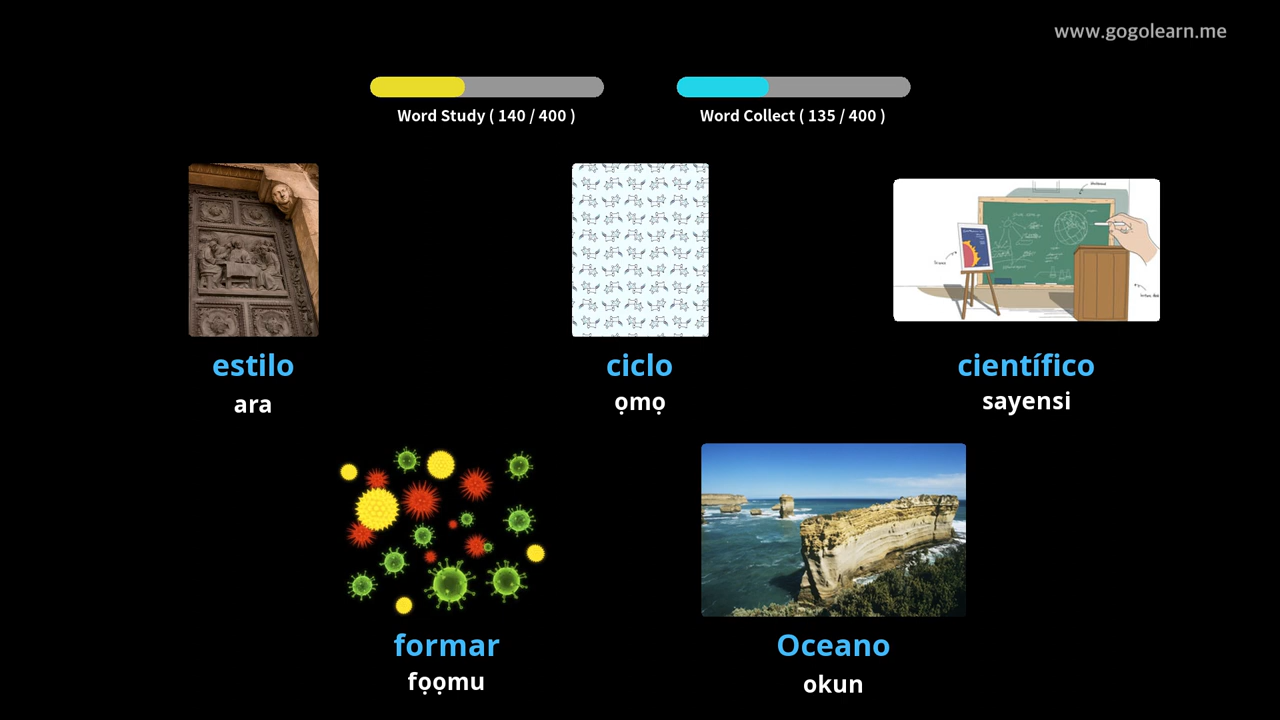 www.gogolearn.me
Word Study ( 140 / 400 )
Word Collect ( 135 / 400 )
estilo
ara
ciclo
ọmọ
científico
sayensi
formar
fọọmu
Oceano
okun